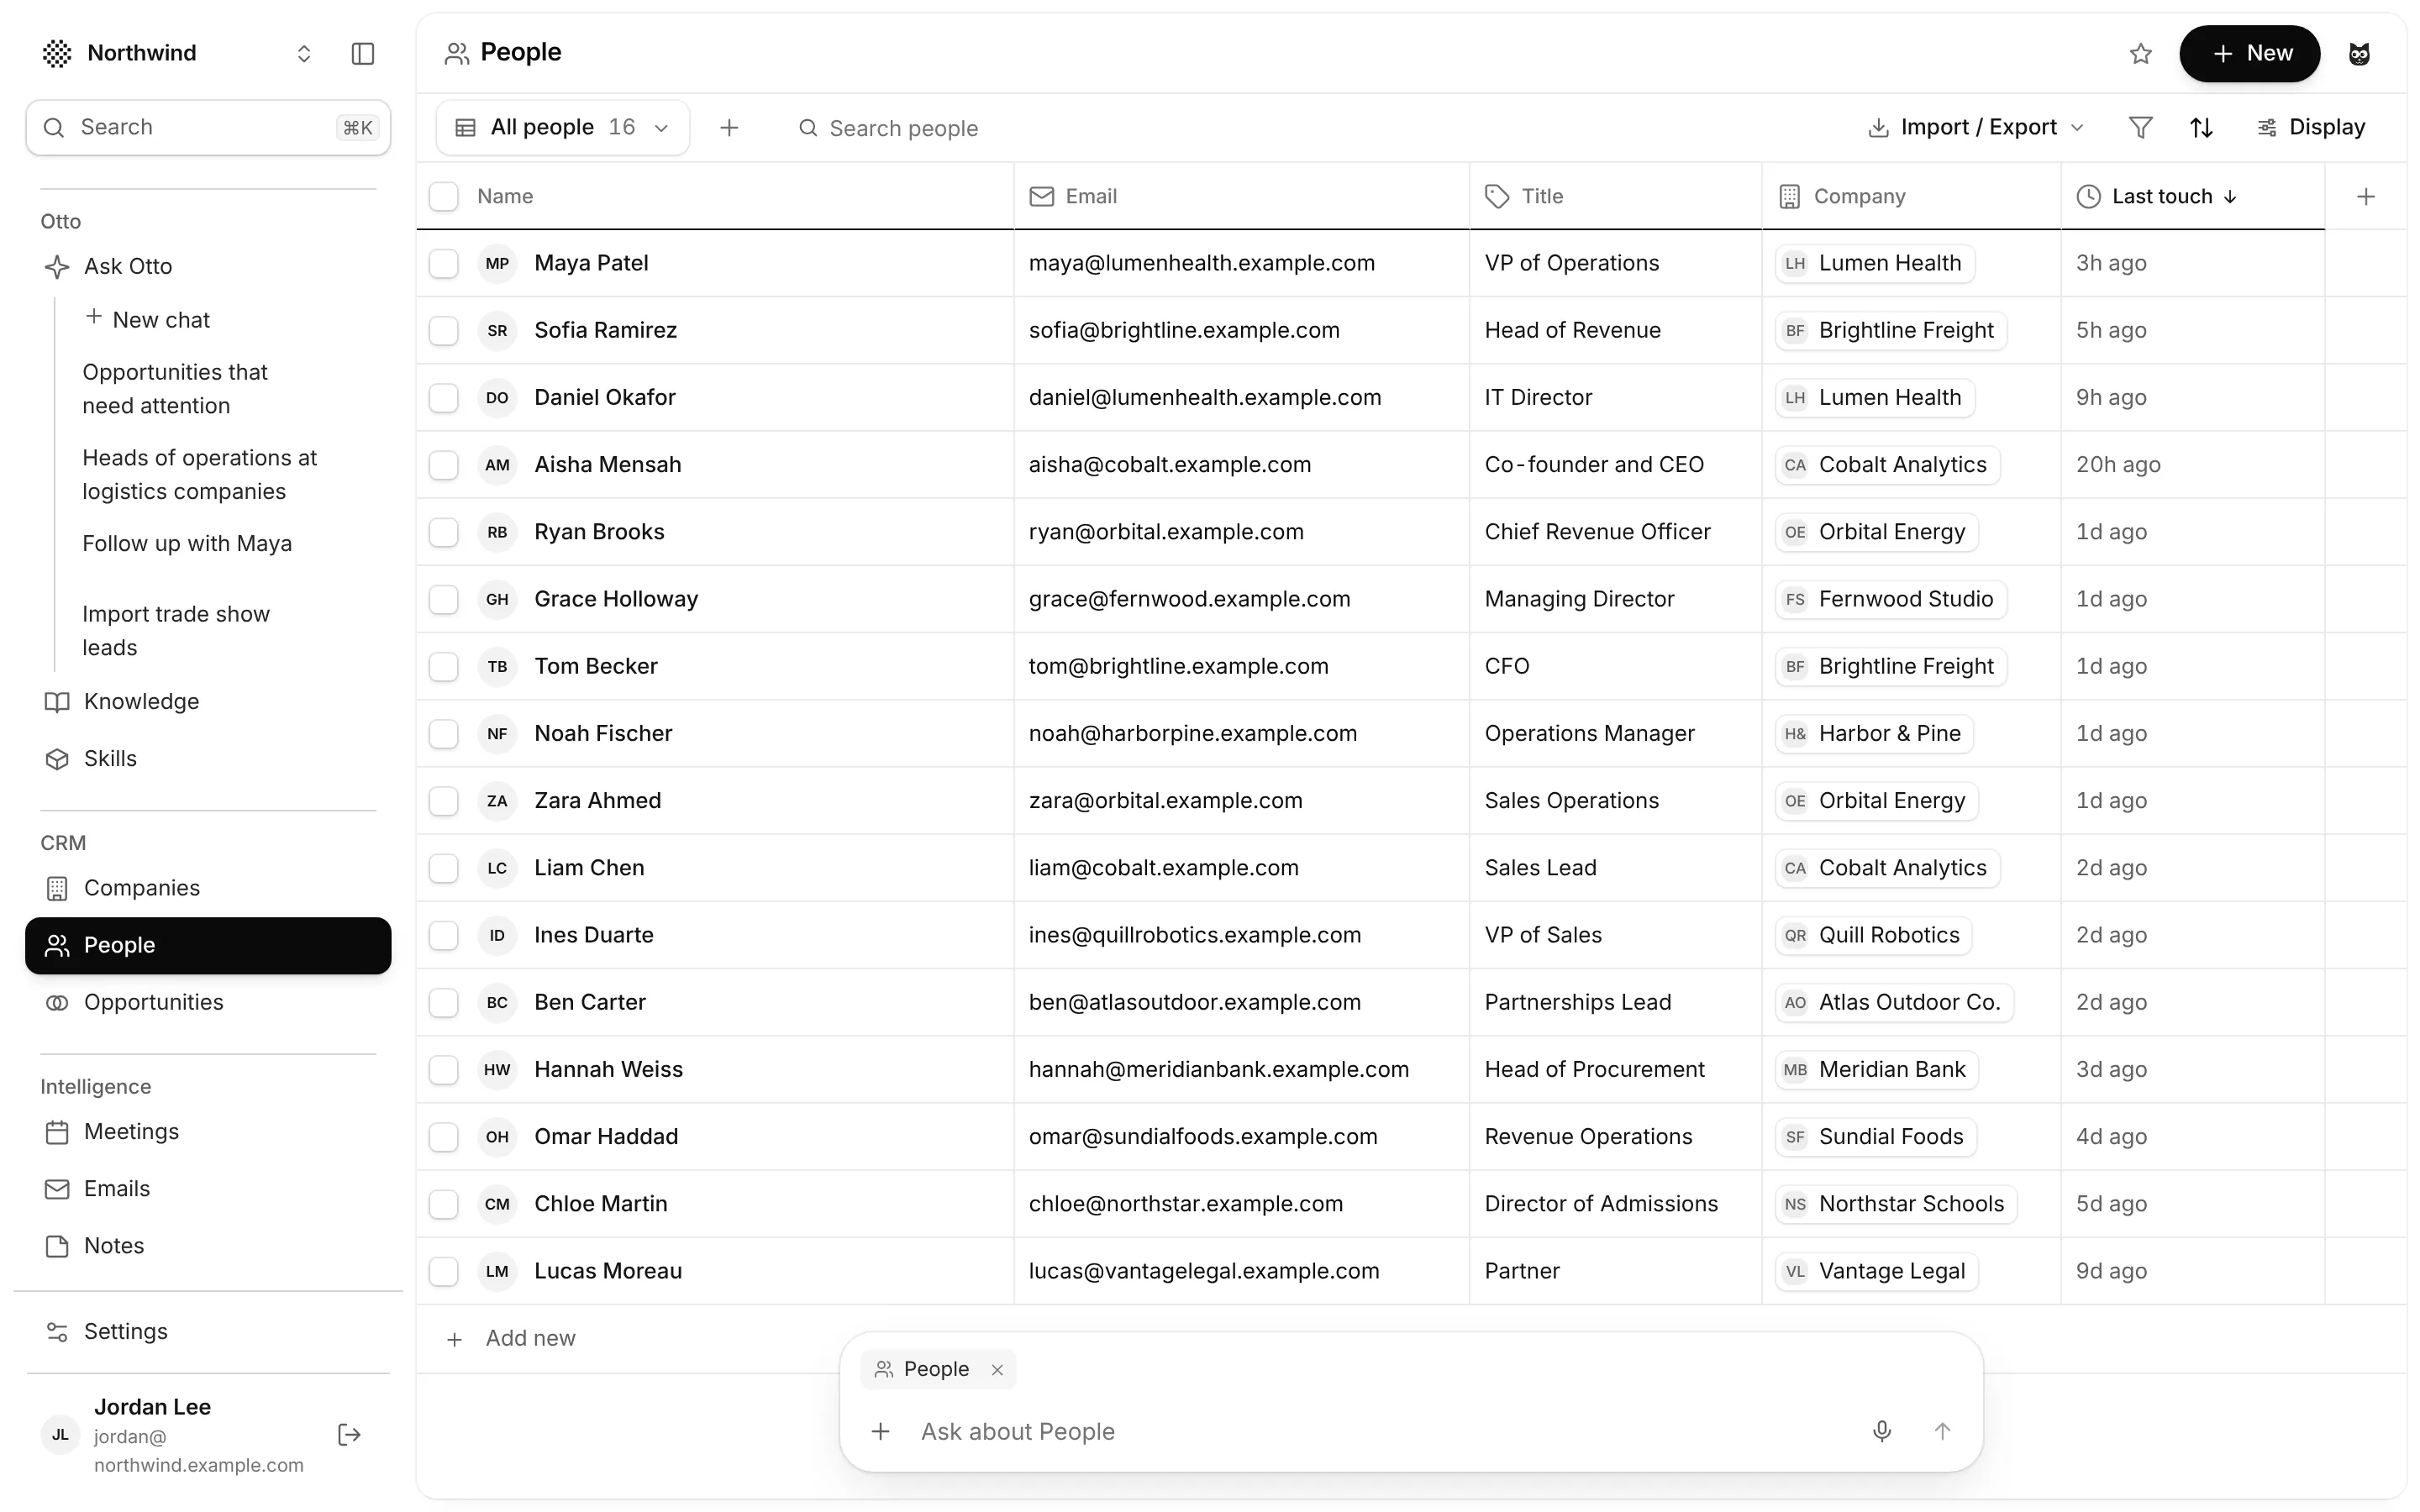 Northwind
Search ⌘K
Otto
Ask Otto
New chat
Opportunities that
need attention
Heads of operations at
logistics companies
Follow up with Maya
Import trade show
leads
Knowledge
Skills
CRM
Companies
People
Opportunities
Intelligence
Meetings
Emails
Notes
Settings
JL Jordan Lee
jordan@
northwind.example.com
People
New
All people 16
Search people
Import / Export
Display
Name Email Title Company Last touch
MP Maya Patel maya@lumenhealth.example.com VP of Operations LH Lumen Health 3h ago
SR Sofia Ramirez sofia@brightline.example.com Head of Revenue BF Brightline Freight 5h ago
DO Daniel Okafor daniel@lumenhealth.example.com IT Director LH Lumen Health 9h ago
AM Aisha Mensah aisha@cobalt.example.com Co-founder and CEO CA Cobalt Analytics 20h ago
RB Ryan Brooks ryan@orbital.example.com Chief Revenue Officer OE Orbital Energy 1d ago
GH Grace Holloway grace@fernwood.example.com Managing Director FS Fernwood Studio 1d ago
TB Tom Becker tom@brightline.example.com CFO BF Brightline Freight 1d ago
NF Noah Fischer noah@harborpine.example.com Operations Manager H& Harbor & Pine 1d ago
ZA Zara Ahmed zara@orbital.example.com Sales Operations OE Orbital Energy 1d ago
LC Liam Chen liam@cobalt.example.com Sales Lead CA Cobalt Analytics 2d ago
ID Ines Duarte ines@quillrobotics.example.com VP of Sales QR Quill Robotics 2d ago
BC Ben Carter ben@atlasoutdoor.example.com Partnerships Lead AO Atlas Outdoor Co. 2d ago
HW Hannah Weiss hannah@meridianbank.example.com Head of Procurement MB Meridian Bank 3d ago
OH Omar Haddad omar@sundialfoods.example.com Revenue Operations SF Sundial Foods 4d ago
CM Chloe Martin chloe@northstar.example.com Director of Admissions NS Northstar Schools 5d ago
LM Lucas Moreau lucas@vantagelegal.example.com Partner VL Vantage Legal 9d ago
Add new
People
Ask about People